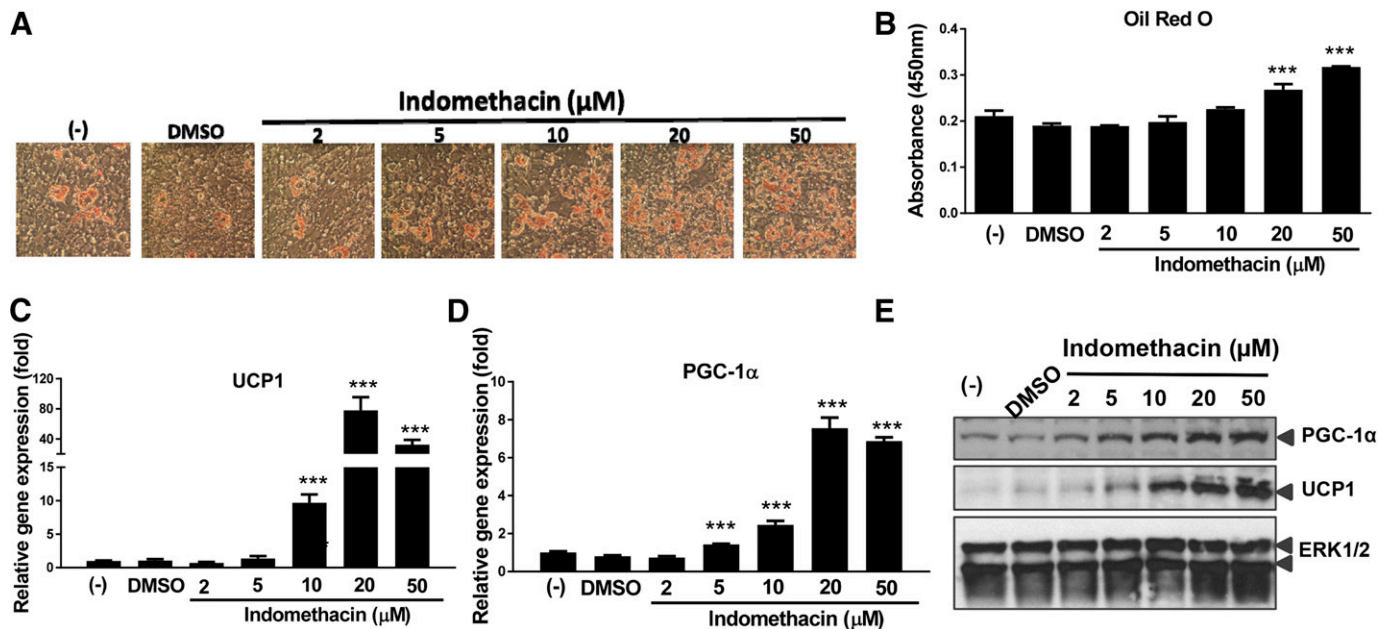 A
Indomethacin (μM)
(-) DMSO 2 5 10 20 50
B
Oil Red O
Absorbance (450nm)
0.4
0.3
0.2
0.1
0.0
*** ***
(-) DMSO 2 5 10 20 50
Indomethacin (μM)
C
UCP1
Relative gene expression (fold)
120
80
40
15
10
5
0
*** *** ***
(-) DMSO 2 5 10 20 50
Indomethacin (μM)
D
PGC-1α
Relative gene expression (fold)
10
8
6
4
2
0
*** *** *** ***
(-) DMSO 2 5 10 20 50
Indomethacin (μM)
E
Indomethacin (μM)
(-) DMSO 2 5 10 20 50
PGC-1α
UCP1
ERK1/2